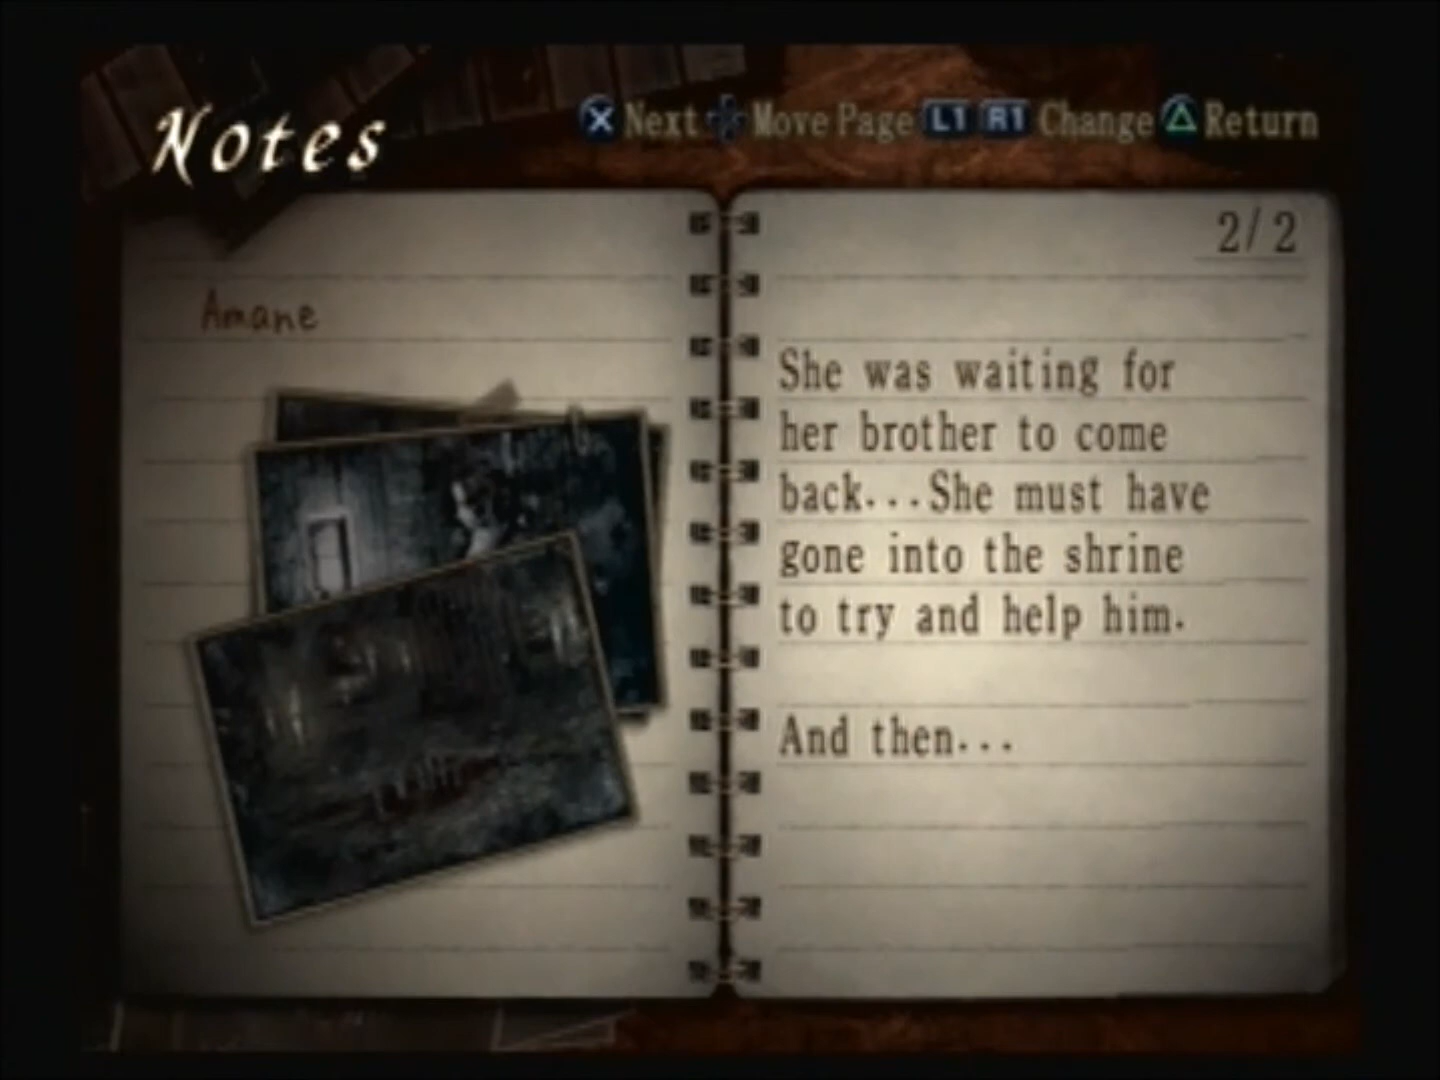 Notes
X Next Move Page L1 R1 Change Return
Amane
2/2
She was waiting for
her brother to come
back...She must have
gone into the shrine
to try and help him.
And then...